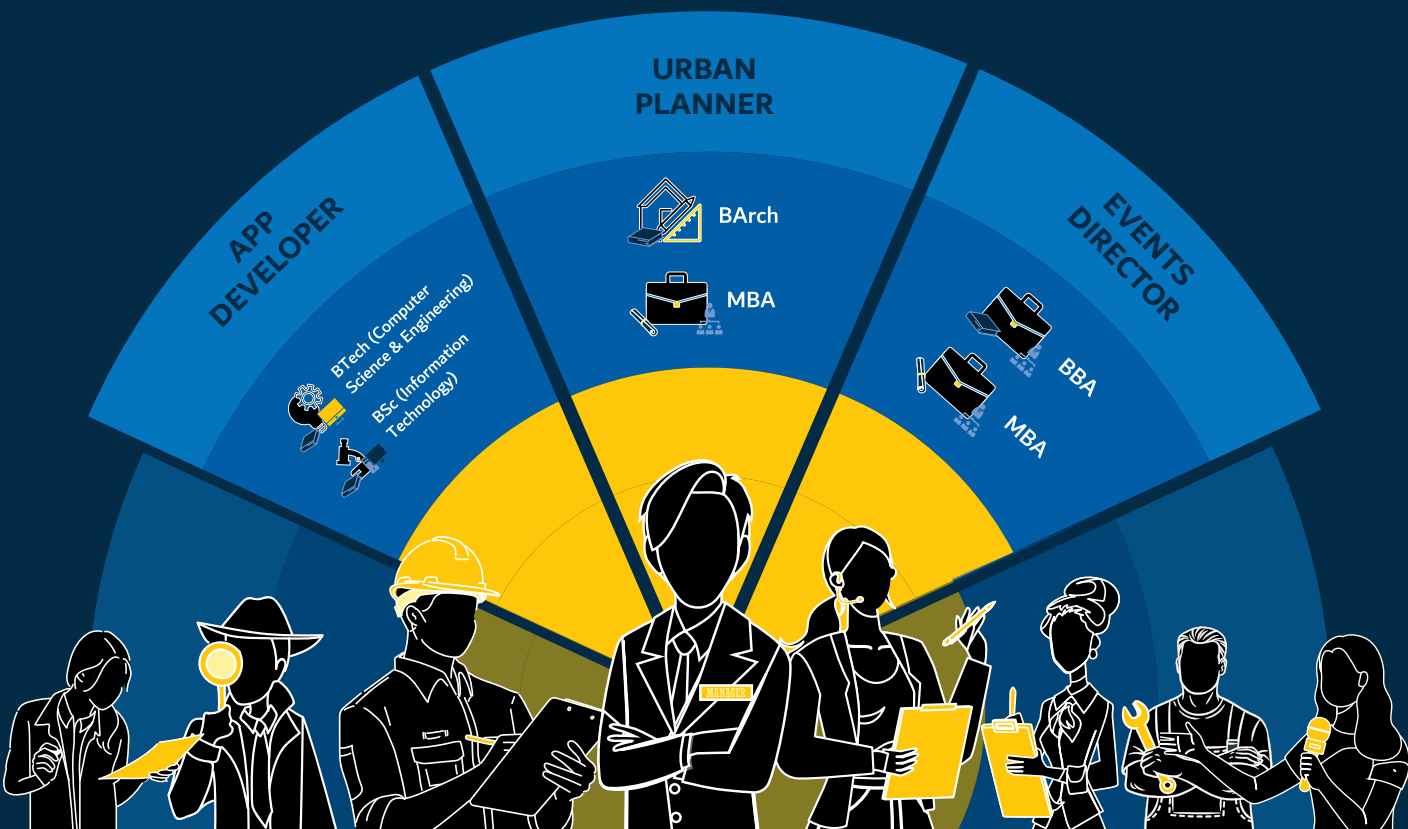 APP
DEVELOPER
BTech (Computer
Science & Engineering)
BSc (Information
Technology)
URBAN
PLANNER
BArch
MBA
EVENTS
DIRECTOR
BBA
MBA
MANAGER